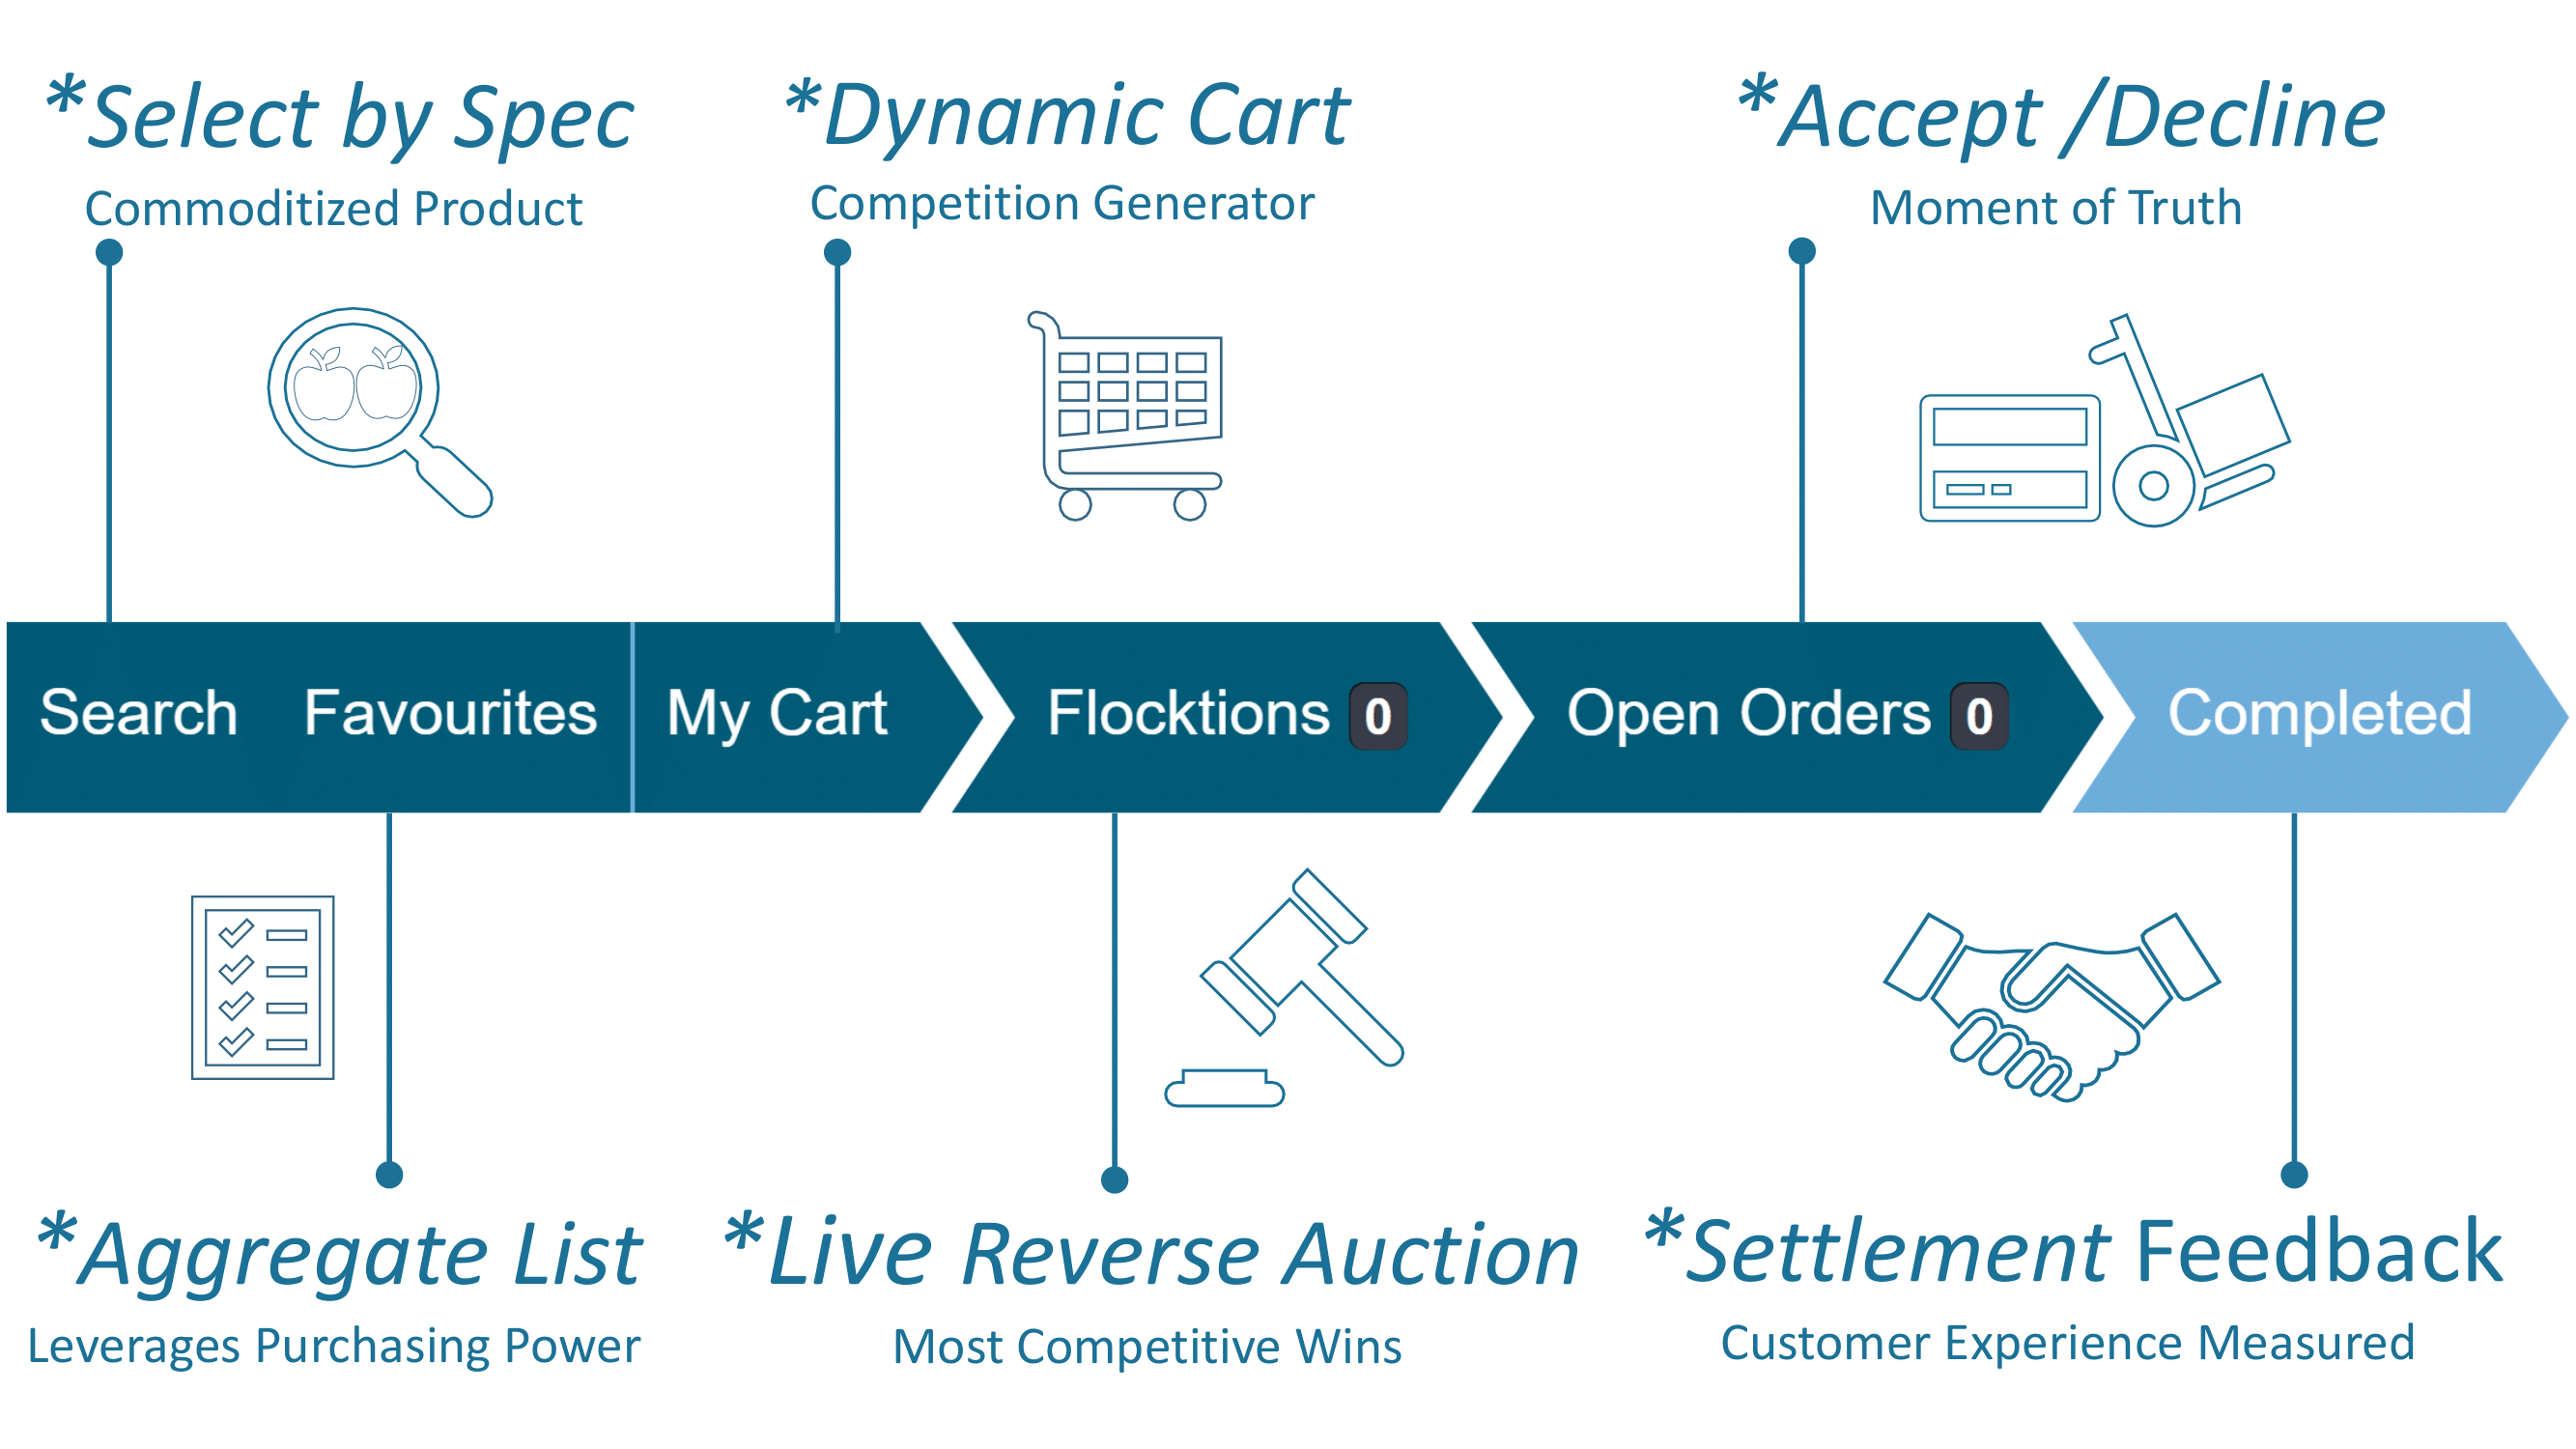 *Select by Spec
Commoditized Product
*Dynamic Cart
Competition Generator
*Accept /Decline
Moment of Truth
Search
Favourites
My Cart
Flocktions 0
Open Orders 0
Completed
*Aggregate List
Leverages Purchasing Power
*Live Reverse Auction
Most Competitive Wins
*Settlement Feedback
Customer Experience Measured